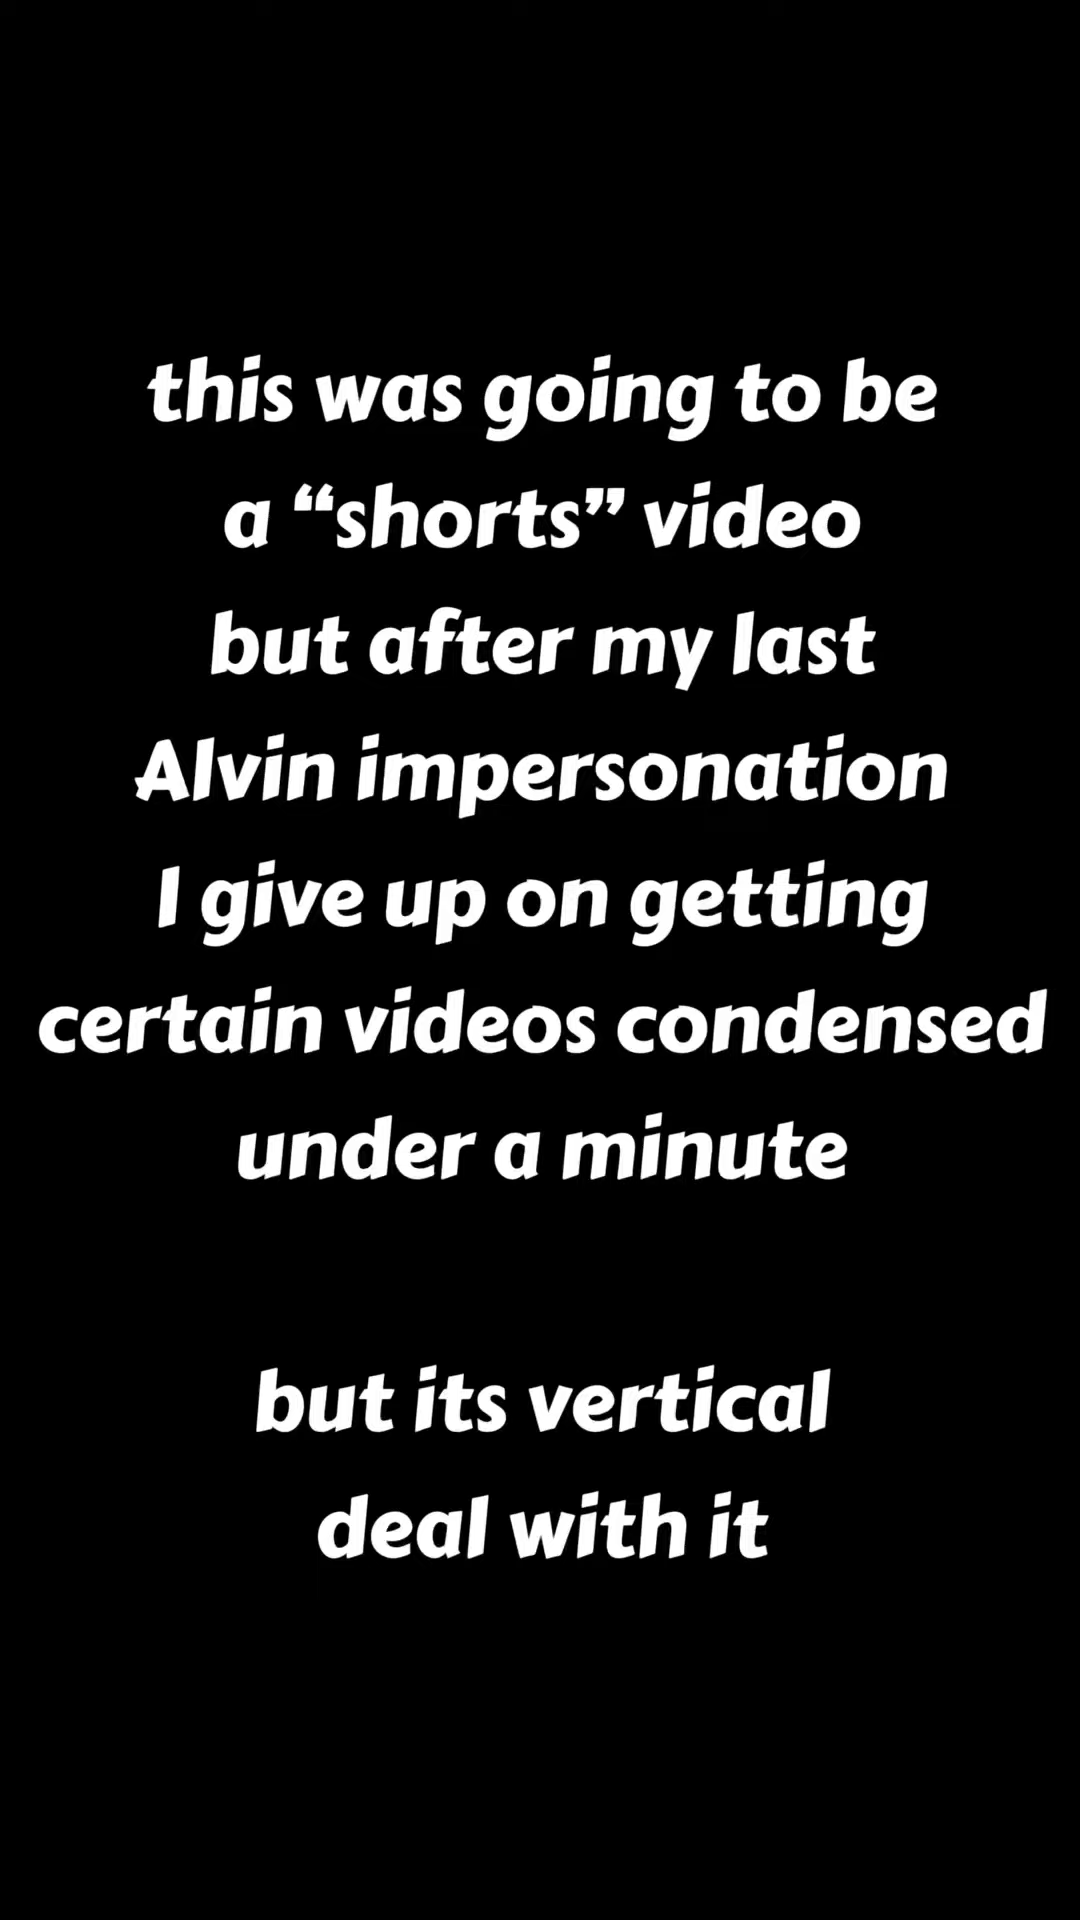 this was going to be
a “shorts” video
but after my last
Alvin impersonation
I give up on getting
certain videos condensed
under a minute
but its vertical
deal with it